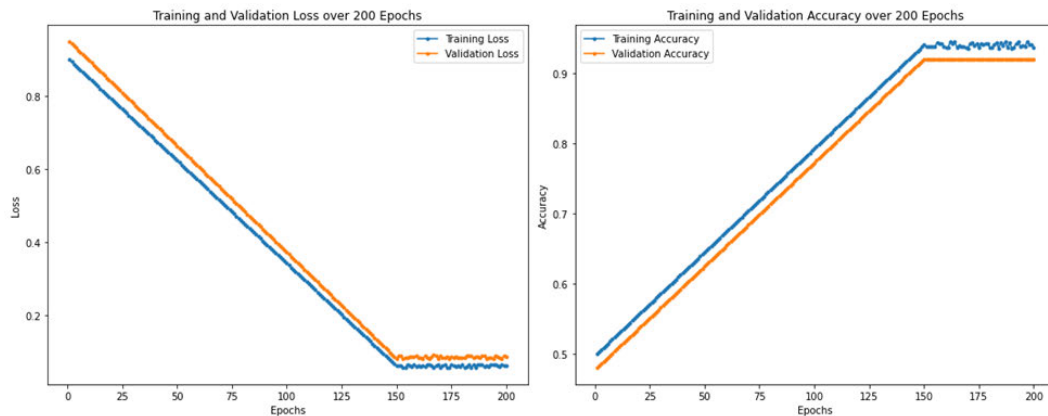 Training and Validation Loss over 200 Epochs
Training Loss
Validation Loss
0.8
0.6
0.4
0.2
Loss
0 25 50 75 100 125 150 175 200
Epochs
Training and Validation Accuracy over 200 Epochs
Training Accuracy
Validation Accuracy
0.9
0.8
0.7
0.6
0.5
Accuracy
0 25 50 75 100 125 150 175 200
Epochs